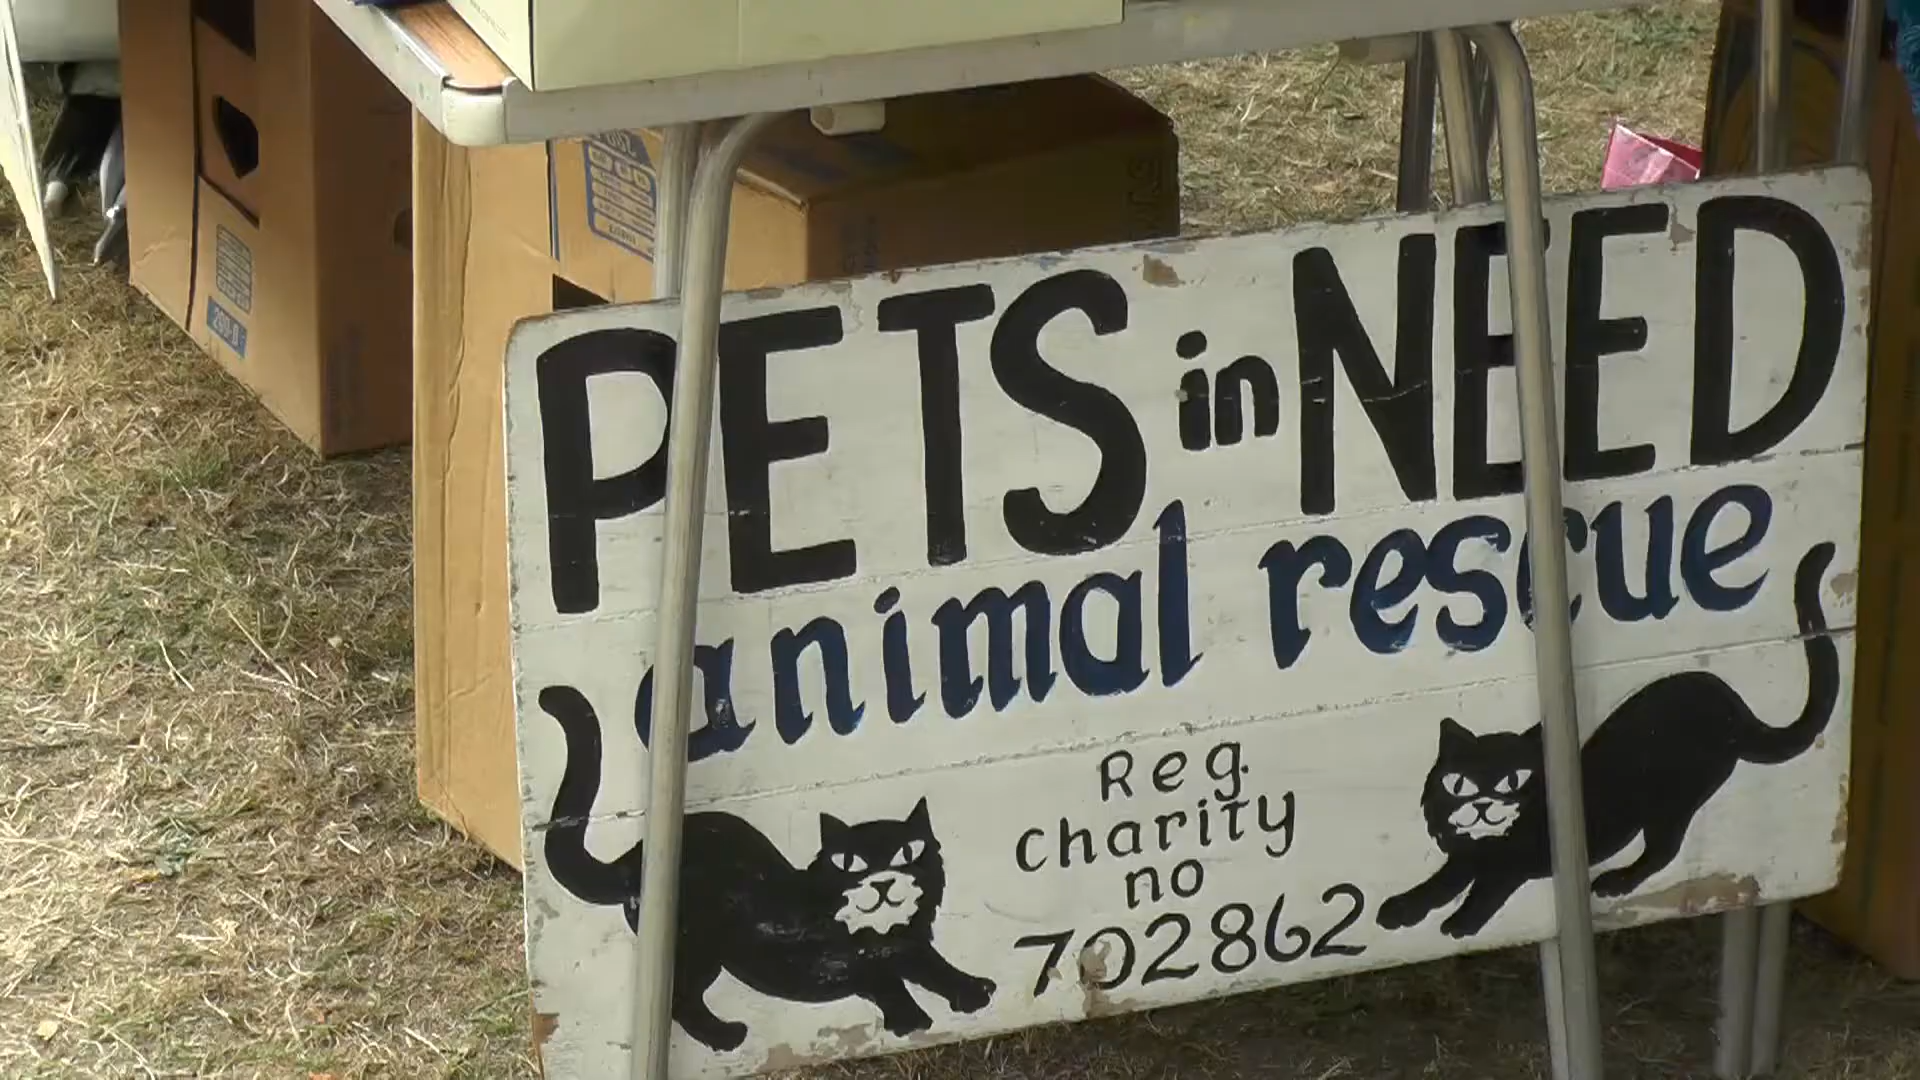 PETS in NEED
animal rescue
Reg.
charity
no
702862